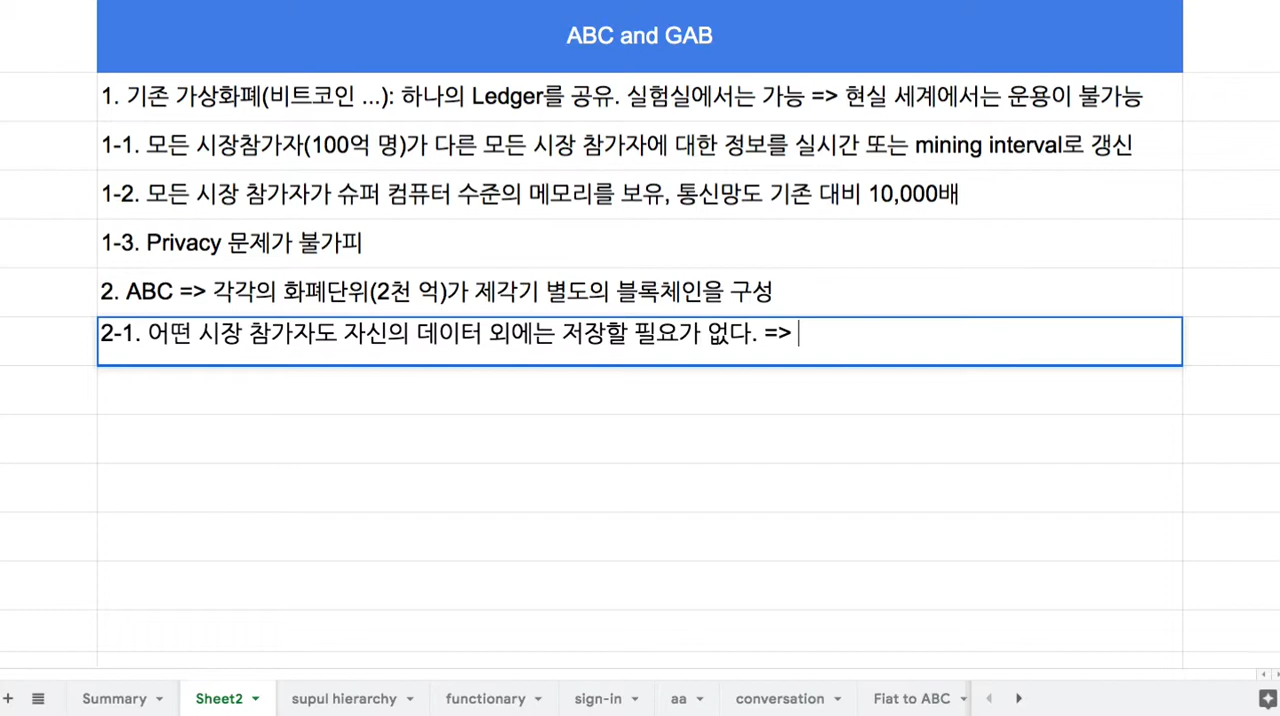 ABC and GAB
1. 기존 가상화폐(비트코인 ...): 하나의 Ledger를 공유. 실험실에서는 가능 => 현실 세계에서는 운용이 불가능
1-1. 모든 시장참가자(100억 명)가 다른 모든 시장 참가자에 대한 정보를 실시간 또는 mining interval로 갱신
1-2. 모든 시장 참가자가 슈퍼 컴퓨터 수준의 메모리를 보유, 통신망도 기존 대비 10,000배
1-3. Privacy 문제가 불가피
2. ABC => 각각의 화폐단위(2천 억)가 제각기 별도의 블록체인을 구성
2-1. 어떤 시장 참가자도 자신의 데이터 외에는 저장할 필요가 없다. =>
+ Summary Sheet2 supul hierarchy functionary sign-in aa conversation Fiat to ABC